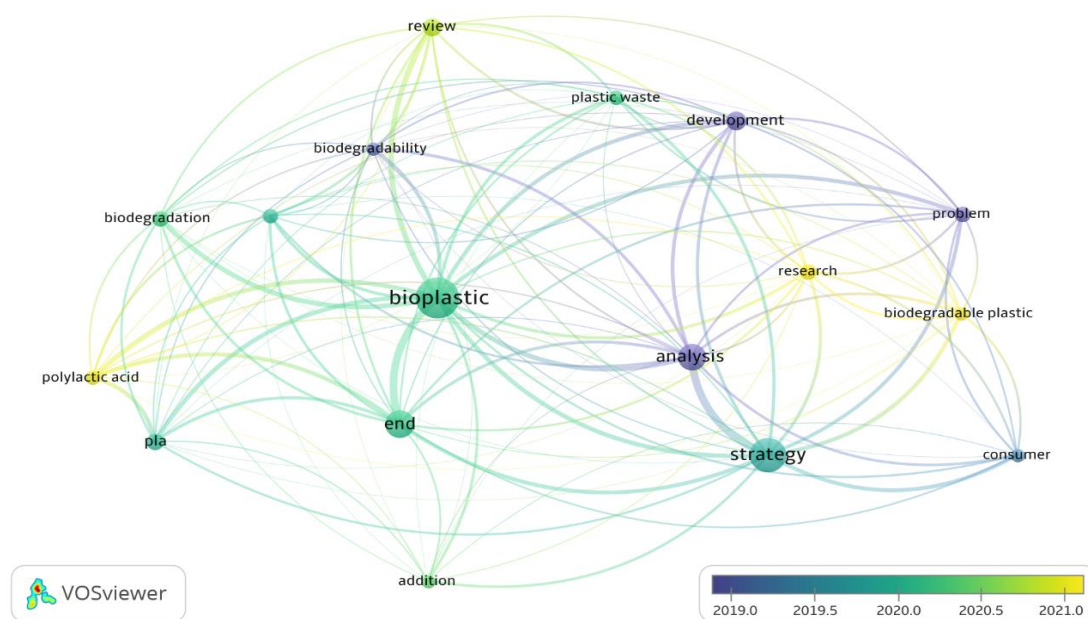 review
plastic waste
development
biodegradability
biodegradation
problem
research
bioplastic
biodegradable plastic
analysis
polylactic acid
end
pla
strategy
consumer
addition
VOSviewer
2019.0 2019.5 2020.0 2020.5 2021.0